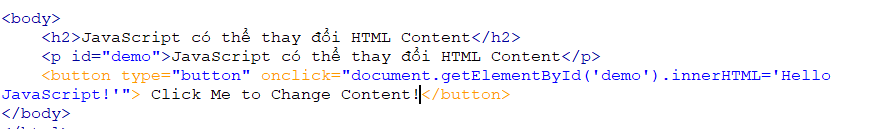 <body>
<h2>JavaScript có thể thay đổi HTML Content</h2>
<p id="demo">JavaScript có thể thay đổi HTML Content</p>
<button type="button" onclick="document.getElementById('demo').innerHTML='Hello
JavaScript!'"> Click Me to Change Content!</button>
</body>